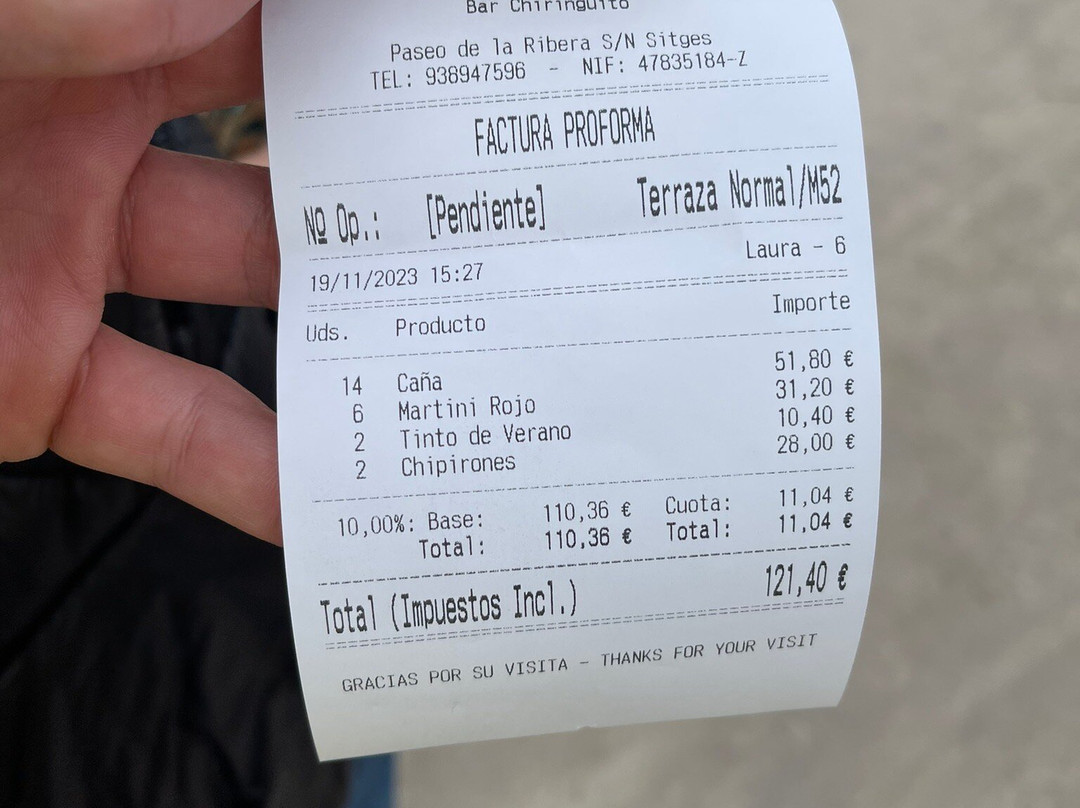 Bar Chiringuito
Paseo de la Ribera S/N Sitges
TEL: 938947596 - NIF: 47835184-Z
FACTURA PROFORMA
Nº Op.: [Pendiente] Terraza Normal/M52
19/11/2023 15:27 Laura - 6
Uds. Producto Importe
14 Caña 51,80 €
6 Martini Rojo 31,20 €
2 Tinto de Verano 10,40 €
2 Chipirones 28,00 €
10,00%: Base: 110,36 € Cuota: 11,04 €
Total: 110,36 € Total: 11,04 €
Total (Impuestos Incl.) 121,40 €
GRACIAS POR SU VISITA - THANKS FOR YOUR VISIT